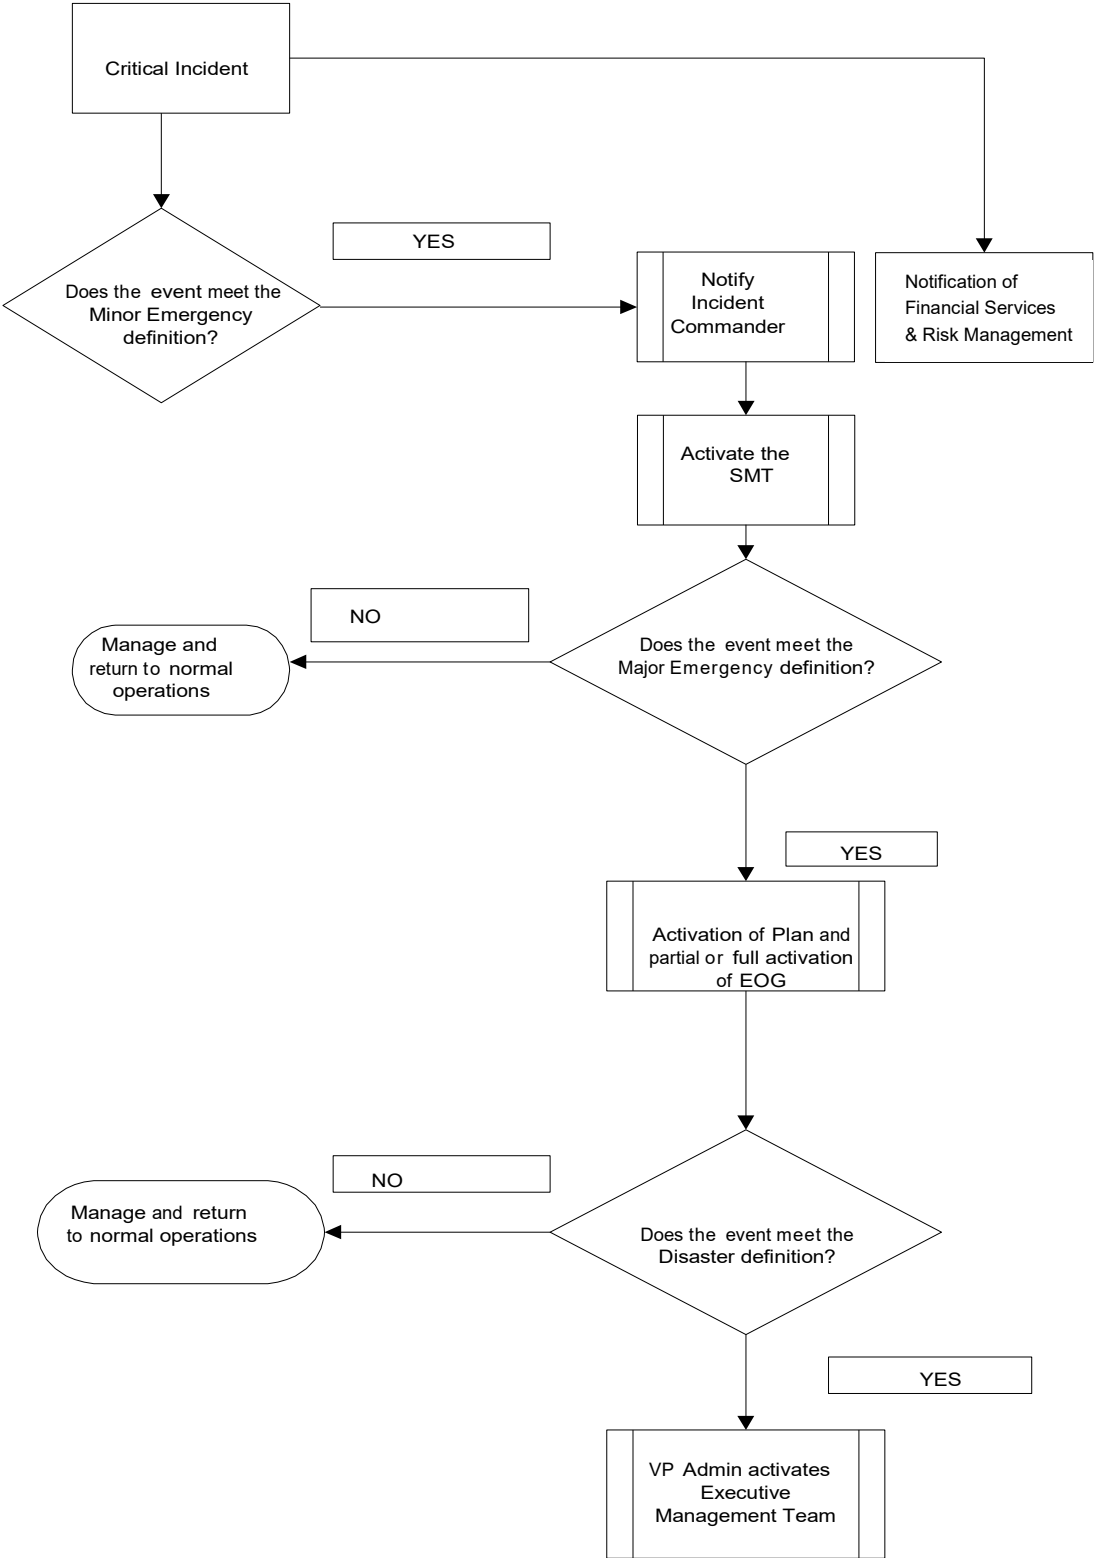 Critical Incident
YES
Does the event meet the
Minor Emergency
definition?
Notify
Incident
Commander
Notification of
Financial Services
& Risk Management
Activate the
SMT
NO
Manage and
return to normal
operations
Does the event meet the
Major Emergency definition?
YES
Activation of Plan and
partial or full activation
of EOG
NO
Manage and return
to normal operations
Does the event meet the
Disaster definition?
YES
VP Admin activates
Executive
Management Team